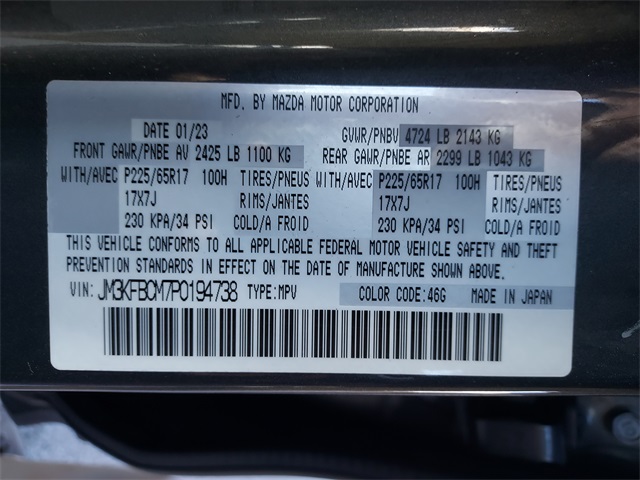 MFD. BY MAZDA MOTOR CORPORATION
DATE 01/23 GVWR/PNBV 4724 LB 2143 KG
FRONT GAWR/PNBE AV 2425 LB 1100 KG REAR GAWR/PNBE AR 2299 LB 1043 KG
WITH/AVEC P225/65R17 100H TIRES/PNEUS WITH/AVEC P225/65R17 100H TIRES/PNEUS
17X7J RIMS/JANTES 17X7J RIMS/JANTES
230 KPA/34 PSI COLD/A FROID 230 KPA/34 PSI COLD/A FROID
THIS VEHICLE CONFORMS TO ALL APPLICABLE FEDERAL MOTOR VEHICLE SAFETY AND THEFT
PREVENTION STANDARDS IN EFFECT ON THE DATE OF MANUFACTURE SHOWN ABOVE.
VIN: JM3KFBCM7P0194738 TYPE:MPV COLOR CODE:46G MADE IN JAPAN